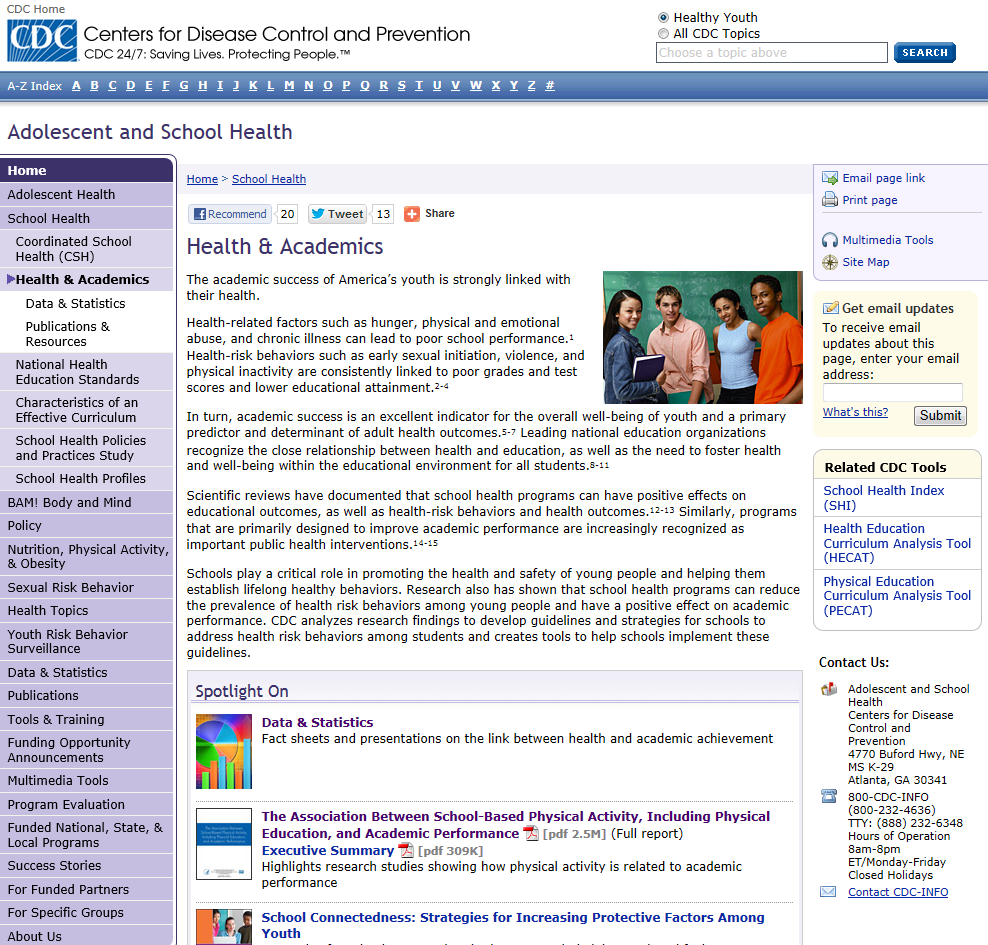 CDC Home
CDC
Centers for Disease Control and Prevention
CDC 24/7: Saving Lives. Protecting People.™
Healthy Youth
All CDC Topics
Choose a topic above
SEARCH
A-Z Index A B C D E F G H I J K L M N O P Q R S T U V W X Y Z #
Adolescent and School Health
Home
Adolescent Health
School Health
Coordinated School
Health (CSH)
Health & Academics
Data & Statistics
Publications &
Resources
National Health
Education Standards
Characteristics of an
Effective Curriculum
School Health Policies
and Practices Study
School Health Profiles
BAM! Body and Mind
Policy
Nutrition, Physical Activity,
& Obesity
Sexual Risk Behavior
Health Topics
Youth Risk Behavior
Surveillance
Data & Statistics
Publications
Tools & Training
Funding Opportunity
Announcements
Multimedia Tools
Program Evaluation
Funded National, State, &
Local Programs
Success Stories
For Funded Partners
For Specific Groups
About Us
Home > School Health
Recommend 20 Tweet 13 Share
Health & Academics
The academic success of America's youth is strongly linked with
their health.
Health-related factors such as hunger, physical and emotional
abuse, and chronic illness can lead to poor school performance.1
Health-risk behaviors such as early sexual initiation, violence, and
physical inactivity are consistently linked to poor grades and test
scores and lower educational attainment.2-4
In turn, academic success is an excellent indicator for the overall well-being of youth and a primary
predictor and determinant of adult health outcomes.5-7 Leading national education organizations
recognize the close relationship between health and education, as well as the need to foster health
and well-being within the educational environment for all students.8-11
Scientific reviews have documented that school health programs can have positive effects on
educational outcomes, as well as health-risk behaviors and health outcomes.12-13 Similarly, programs
that are primarily designed to improve academic performance are increasingly recognized as
important public health interventions.14-15
Schools play a critical role in promoting the health and safety of young people and helping them
establish lifelong healthy behaviors. Research also has shown that school health programs can reduce
the prevalence of health risk behaviors among young people and have a positive effect on academic
performance. CDC analyzes research findings to develop guidelines and strategies for schools to
address health risk behaviors among students and creates tools to help schools implement these
guidelines.
Spotlight On
Data & Statistics
Fact sheets and presentations on the link between health and academic achievement
The Association Between School-Based Physical Activity, Including Physical
Education, and Academic Performance [pdf 2.5M] (Full report)
Executive Summary [pdf 309K]
Highlights research studies showing how physical activity is related to academic
performance
School Connectedness: Strategies for Increasing Protective Factors Among
Youth
Email page link
Print page
Multimedia Tools
Site Map
Get email updates
To receive email
updates about this
page, enter your email
address:
What's this? Submit
Related CDC Tools
School Health Index
(SHI)
Health Education
Curriculum Analysis Tool
(HECAT)
Physical Education
Curriculum Analysis Tool
(PECAT)
Contact Us:
Adolescent and School
Health
Centers for Disease
Control and
Prevention
4770 Buford Hwy, NE
MS K-29
Atlanta, GA 30341
800-CDC-INFO
(800-232-4636)
TTY: (888) 232-6348
Hours of Operation
8am-8pm
ET/Monday-Friday
Closed Holidays
Contact CDC-INFO